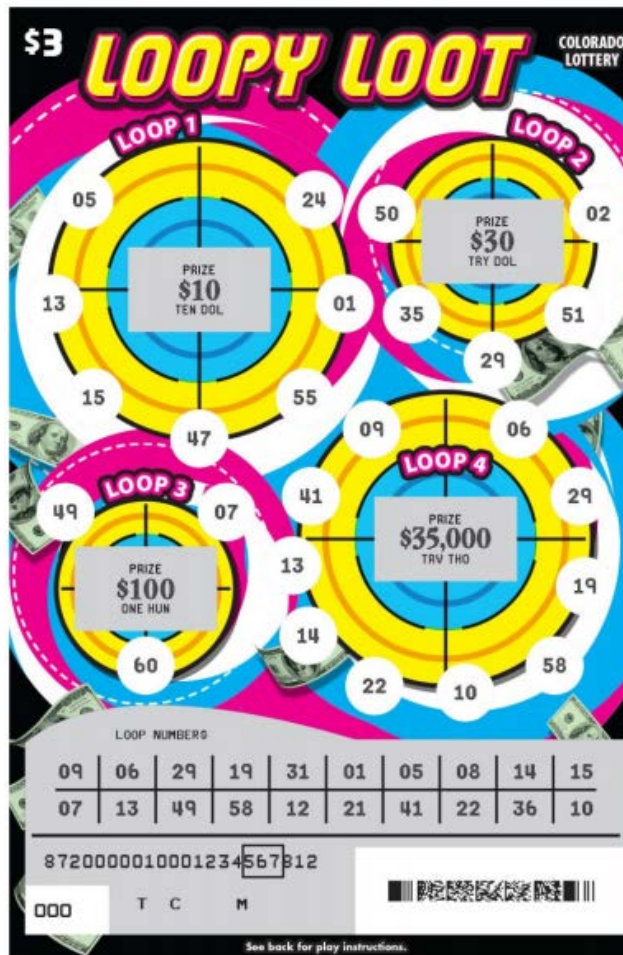 $3
LOOPY LOOT
COLORADO
LOTTERY
LOOP 1
05
24
13
01
15
55
47
PRIZE
$10
TEN DOL
LOOP 2
50
02
35
51
29
PRIZE
$30
TRY DOL
LOOP 3
49
07
60
PRIZE
$100
ONE HUN
LOOP 4
09
06
41
29
13
19
14
58
22
10
PRIZE
$35,000
TRY THO
LOOP NUMBERS
09 06 29 19 31 01 05 08 14 15
07 13 49 58 12 21 41 22 36 10
87200000010001234567812
000
T C M
See back for play instructions.